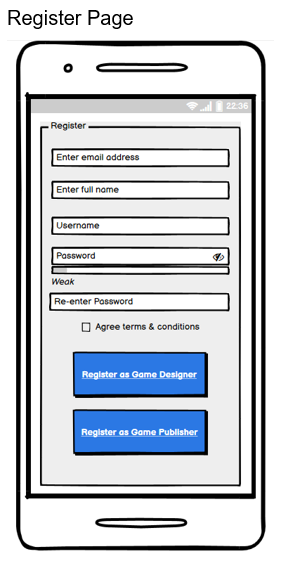 Register Page
22:36
Register
Enter email address
Enter full name
Username
Password
Weak
Re-enter Password
Agree terms & conditions
Register as Game Designer
Register as Game Publisher